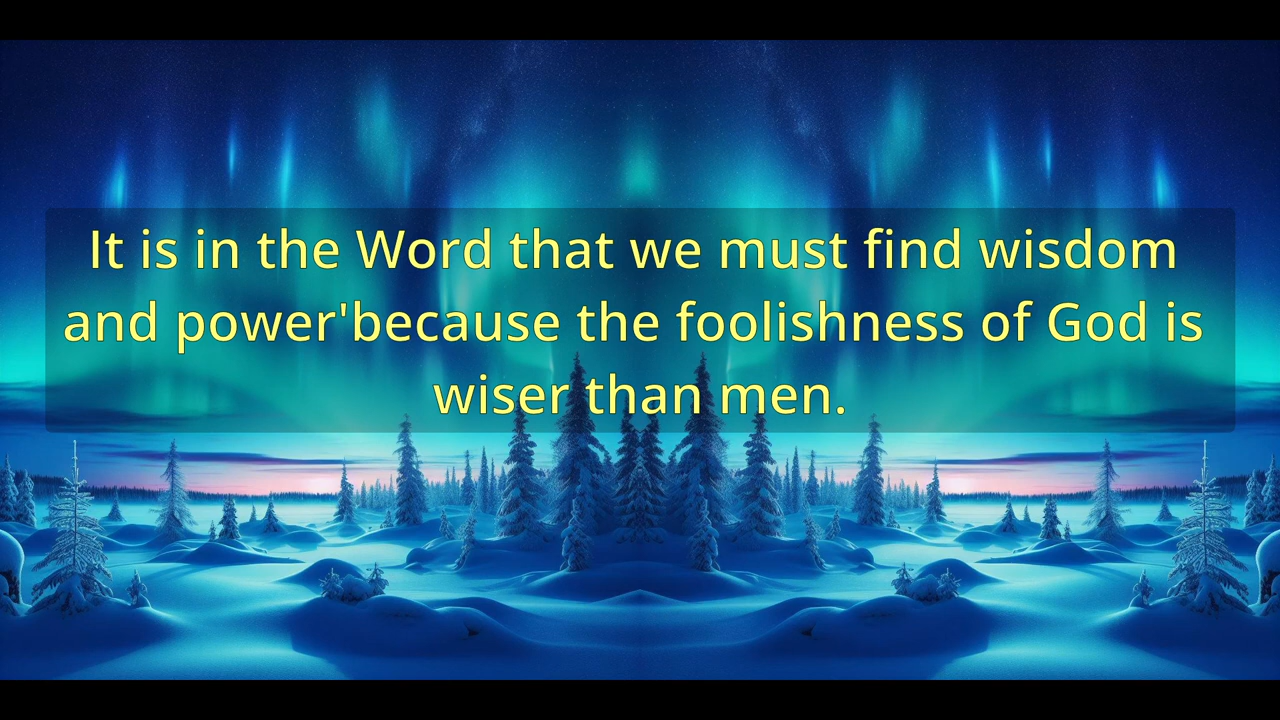 It is in the Word that we must find wisdom
and power'because the foolishness of God is
wiser than men.